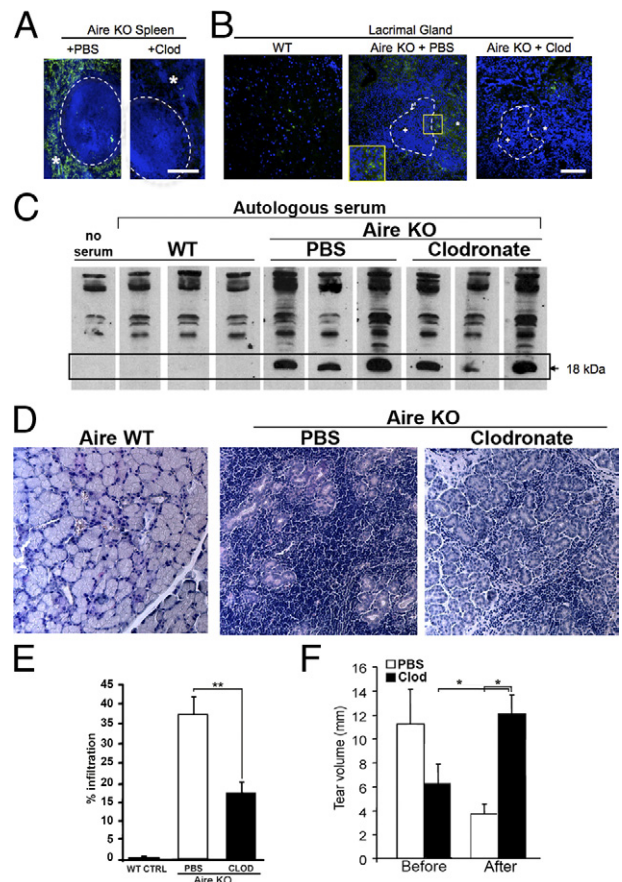 A
Aire KO Spleen
+PBS
+Clod
*
*
B
Lacrimal Gland
WT
Aire KO + PBS
Aire KO + Clod
+
*
+
*
C
Autologous serum
Aire KO
no serum
WT
PBS
Clodronate
18 kDa
D
Aire KO
Aire WT
PBS
Clodronate
E
**
% infiltration
45
40
35
30
25
20
15
10
5
0
WT CTRL
PBS
CLOD
Aire KO
F
PBS
Clod
*
*
Tear volume (mm)
16
14
12
10
8
6
4
2
0
Before
After